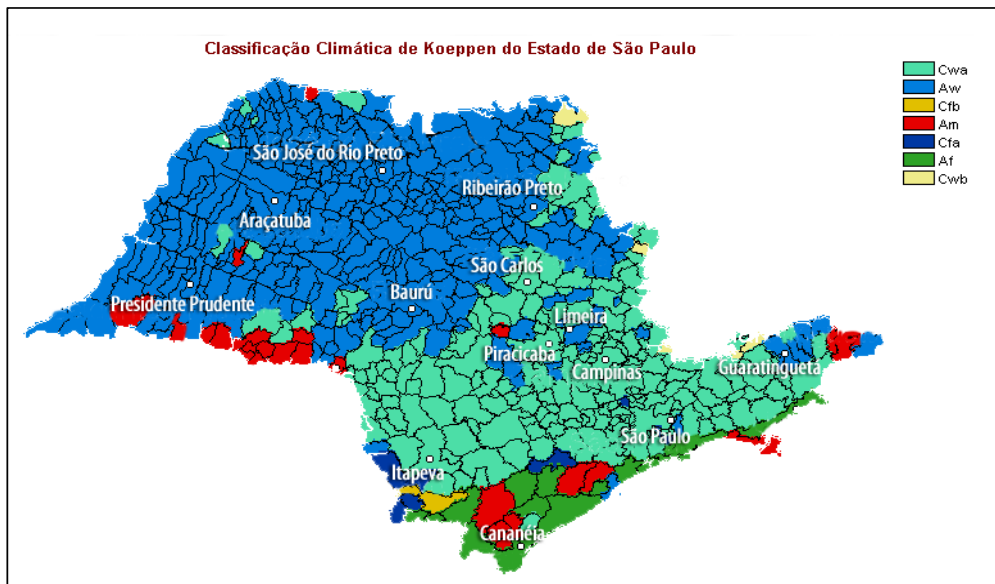 Classificação Climática de Koeppen do Estado de São Paulo
Cwa
Aw
Cfb
Am
Cfa
Af
Cwb
São José do Rio Preto
Ribeirão Preto
Araçatuba
São Carlos
Presidente Prudente
Baurú
Limeira
Piracicaba
Campinas
Guaratinguetá
São Paulo
Itapeva
Cananéia